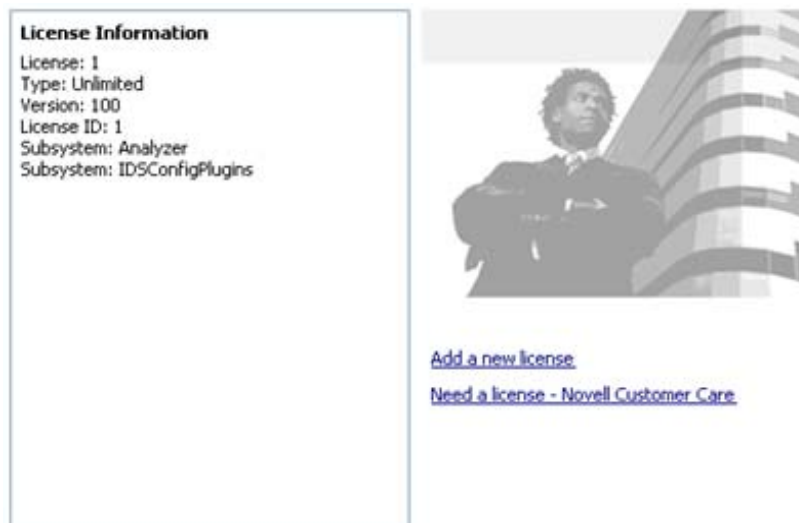 License Information
License: 1
Type: Unlimited
Version: 100
License ID: 1
Subsystem: Analyzer
Subsystem: IDSConfigPlugins
Add a new license
Need a license - Novell Customer Care